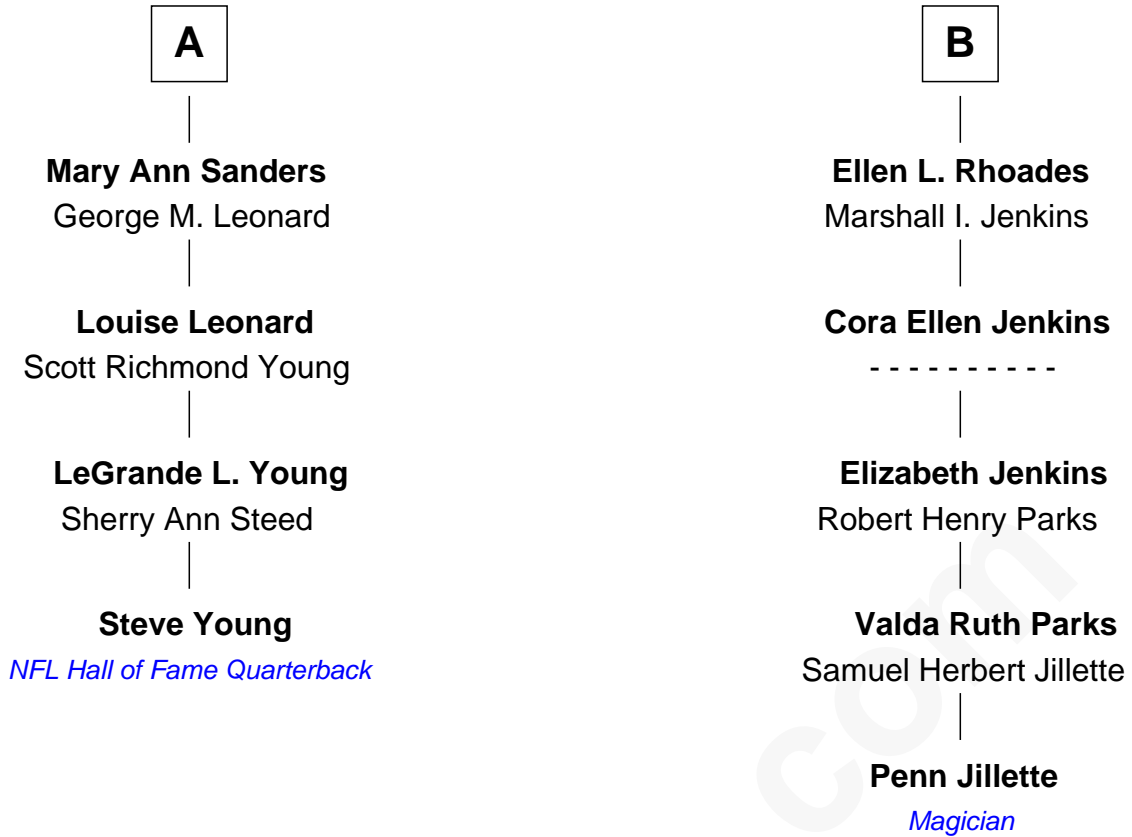 A
Mary Ann Sanders
George M. Leonard
Louise Leonard
Scott Richmond Young
LeGrande L. Young
Sherry Ann Steed
Steve Young
NFL Hall of Fame Quarterback
B
Ellen L. Rhoades
Marshall I. Jenkins
Cora Ellen Jenkins
- - - - - - - - - -
Elizabeth Jenkins
Robert Henry Parks
Valda Ruth Parks
Samuel Herbert Jillette
Penn Jillette
Magician
com